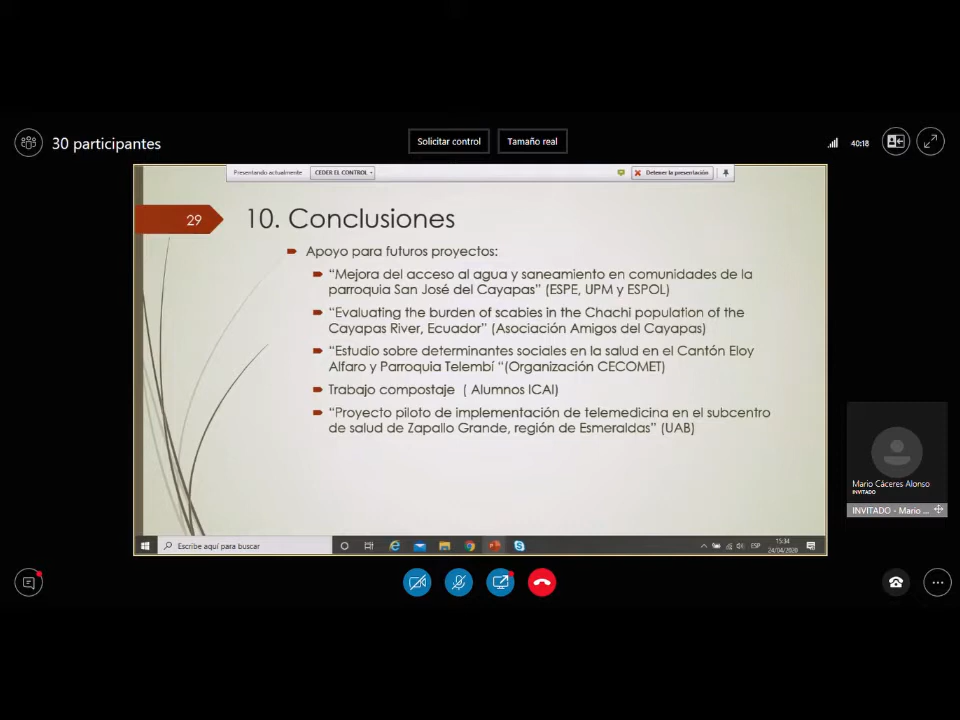 30 participantes
Solicitar control
Tamaño real
40:18
Presentando actualmente
CEDER EL CONTROL
Detener la presentación
29
10. Conclusiones
Apoyo para futuros proyectos:
“Mejora del acceso al agua y saneamiento en comunidades de la
parroquia San José del Cayapas” (ESPE, UPM y ESPOL)
“Evaluating the burden of scabies in the Chachi population of the
Cayapas River, Ecuador” (Asociación Amigos del Cayapas)
“Estudio sobre determinantes sociales en la salud en el Cantón Eloy
Alfaro y Parroquia Telembí “(Organización CECOMET)
Trabajo compostaje ( Alumnos ICAI)
“Proyecto piloto de implementación de telemedicina en el subcentro
de salud de Zapallo Grande, región de Esmeraldas” (UAB)
Mario Cáceres Alonso
INVITADO
INVITADO - Mario ...
Escribe aquí para buscar
ESP
15:34
24/04/2020